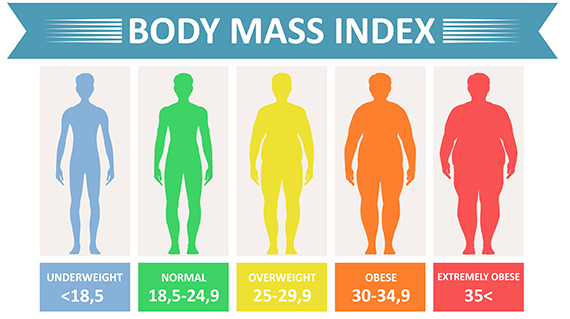 BODY MASS INDEX
UNDERWEIGHT
<18,5
NORMAL
18,5-24,9
OVERWEIGHT
25-29,9
OBESE
30-34,9
EXTREMELY OBESE
35<